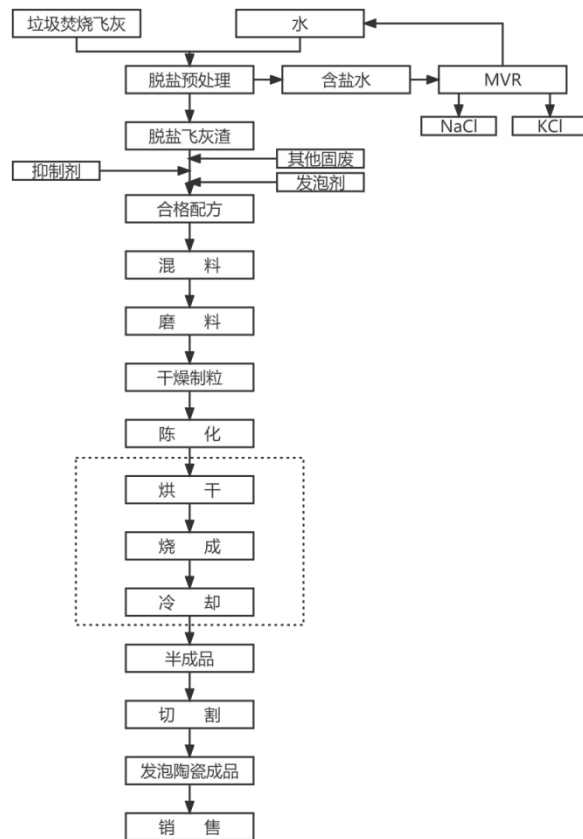 垃圾焚烧飞灰
水
脱盐预处理
含盐水
MVR
NaCl
KCl
脱盐飞灰渣
其他固废
抑制剂
发泡剂
合格配方
混 料
磨 料
干燥制粒
陈 化
烘 干
烧 成
冷 却
半成品
切 割
发泡陶瓷成品
销 售